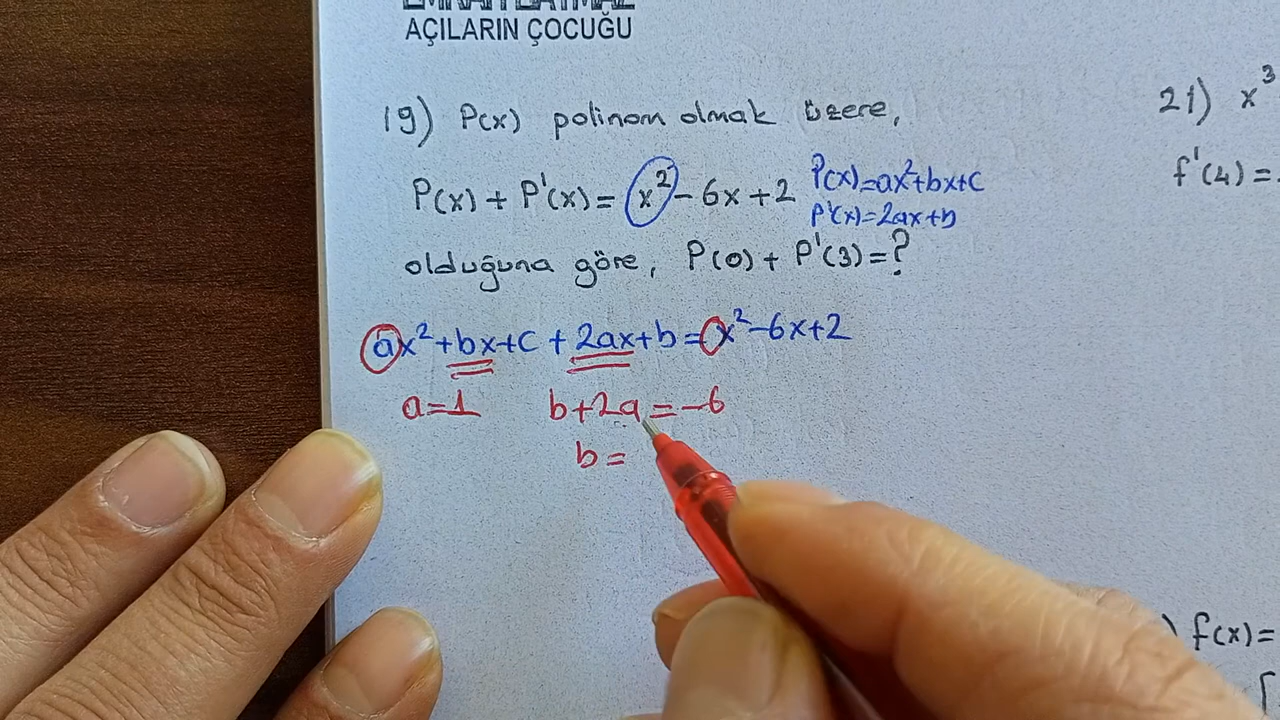 AÇILARIN ÇOCUĞU
19) P(x) polinom olmak üzere,
P(x) + P'(x) = x² - 6x + 2
P(x)=ax²+bx+c
P'(x)=2ax+b
olduğuna göre, P(0) + P'(3) = ?
ax² + bx + c + 2ax + b = x² - 6x + 2
a=1 b+2a = -6
b =
21) x³
f'(4) =
) f(x) =